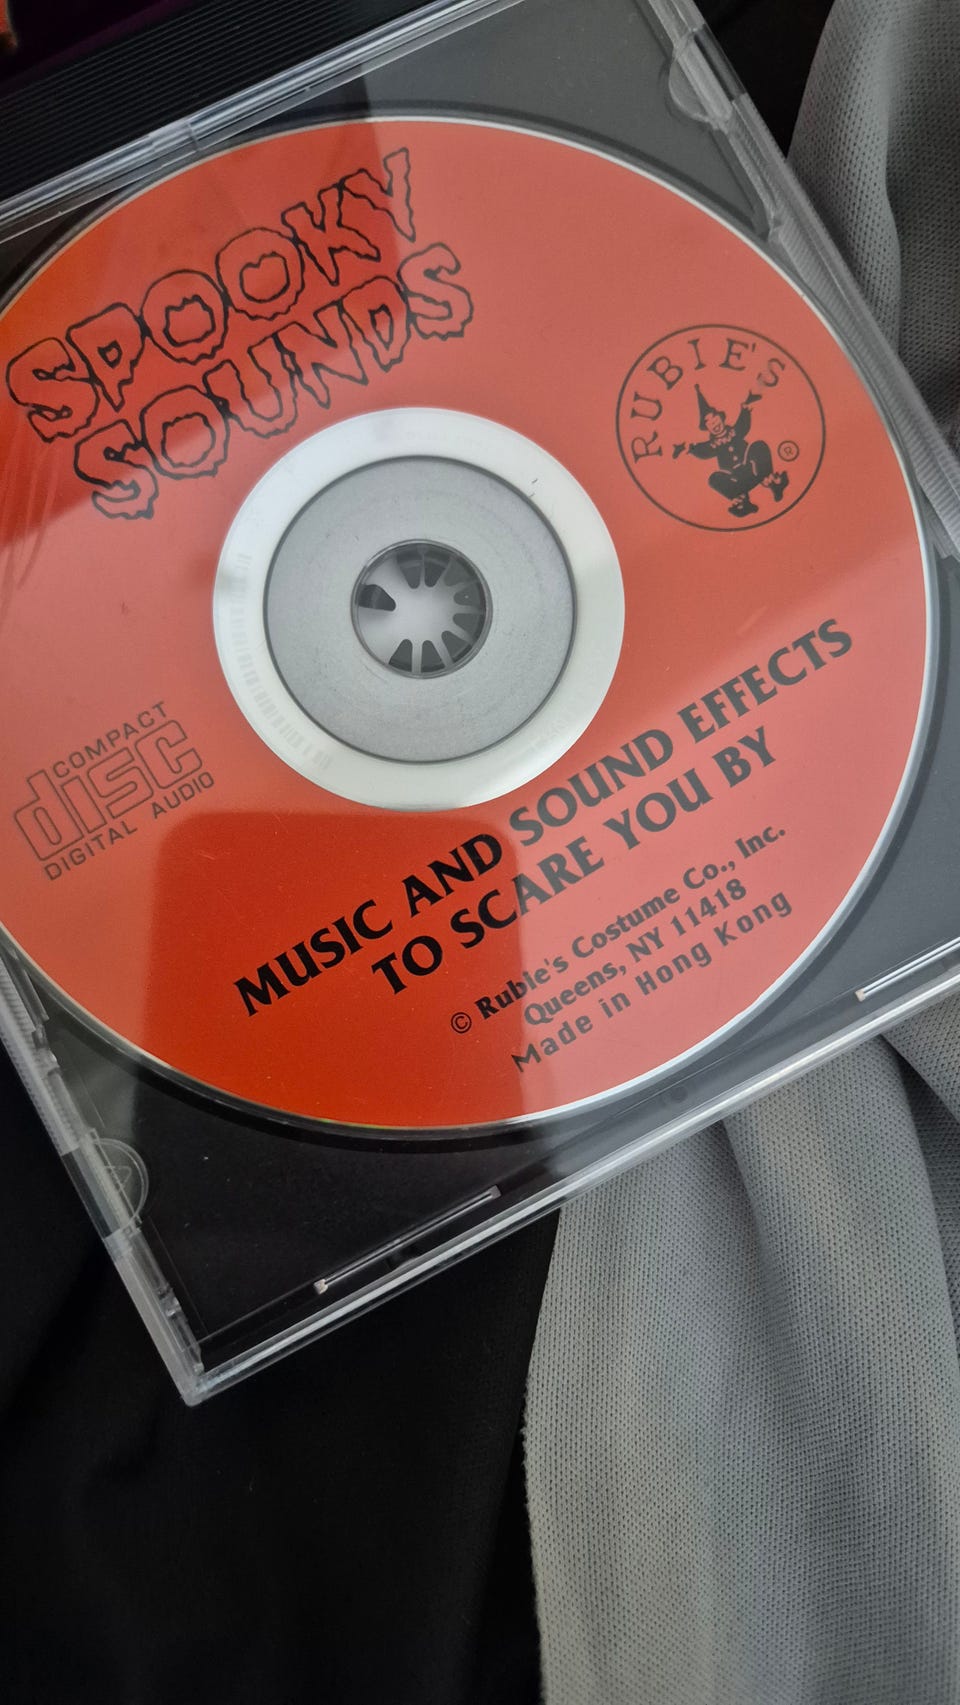 SPOOKY
SOUNDS
RUBIE'S
®
COMPACT
disc
DIGITAL AUDIO
MUSIC AND SOUND EFFECTS
TO SCARE YOU BY
© Rubie's Costume Co., Inc.
Queens, NY 11418
Made in Hong Kong